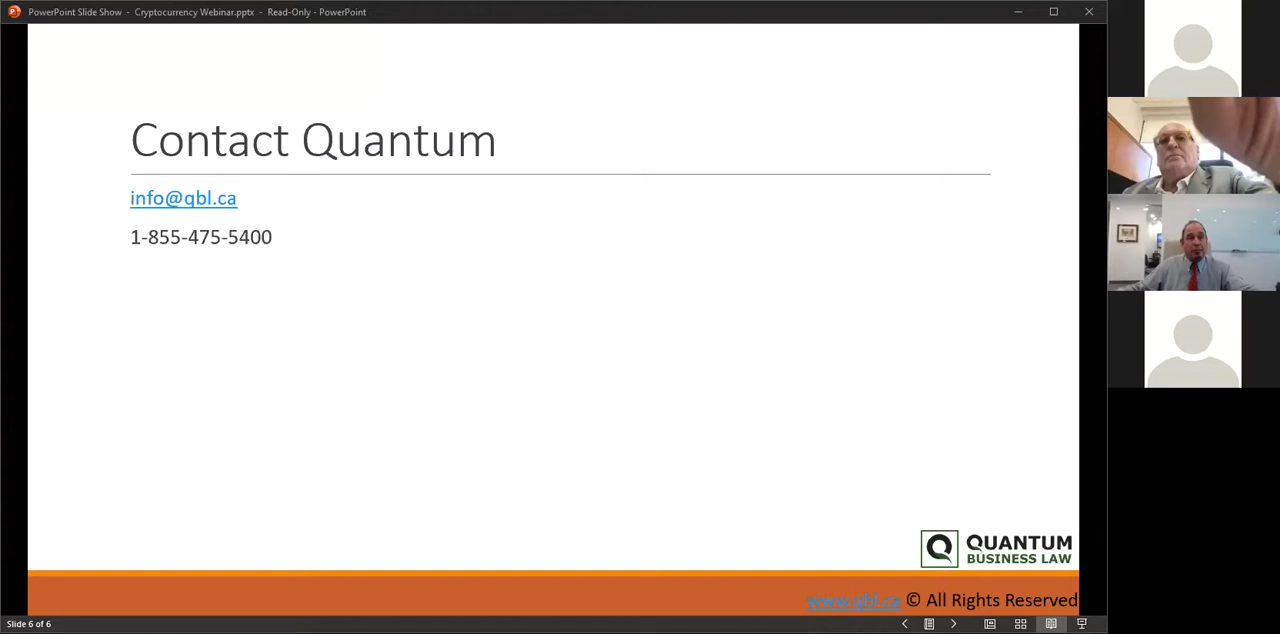 PowerPoint Slide Show - Cryptocurrency Webinar.pptx - Read-Only - PowerPoint
Contact Quantum
info@qbl.ca
1-855-475-5400
QUANTUM
BUSINESS LAW
www.qbl.ca © All Rights Reserved
Slide 6 of 6